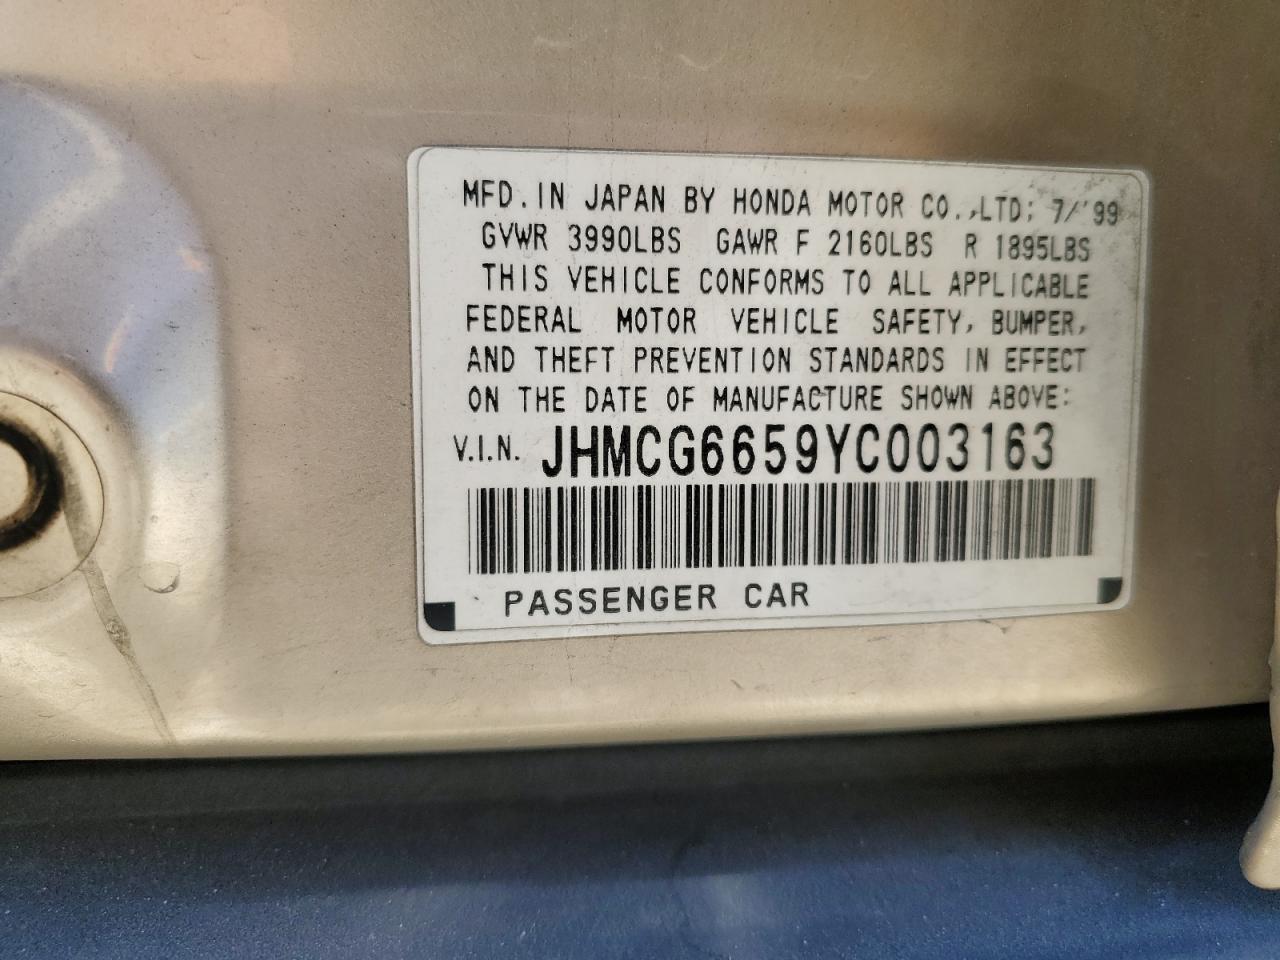 MFD. IN JAPAN BY HONDA MOTOR CO., LTD; 7/'99
GVWR 3990LBS GAWR F 2160LBS R 1895LBS
THIS VEHICLE CONFORMS TO ALL APPLICABLE
FEDERAL MOTOR VEHICLE SAFETY, BUMPER,
AND THEFT PREVENTION STANDARDS IN EFFECT
ON THE DATE OF MANUFACTURE SHOWN ABOVE:
V.I.N. JHMCG6659YC003163
PASSENGER CAR